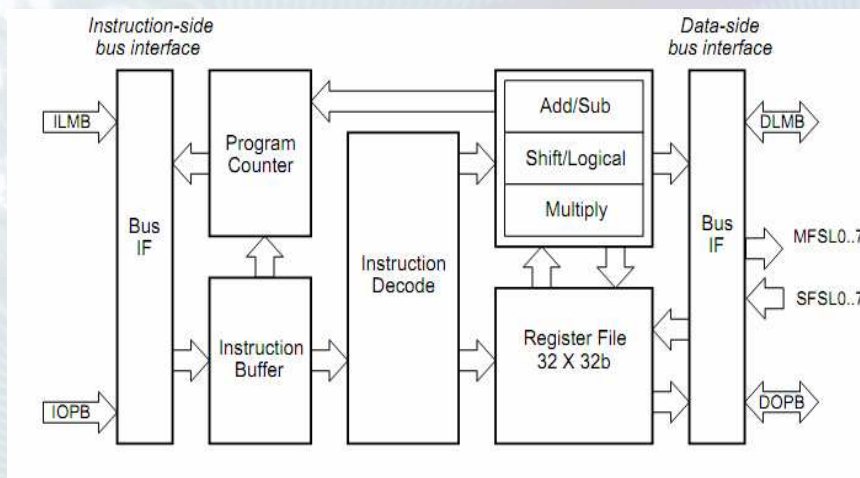 Instruction-side
bus interface
Data-side
bus interface
ILMB
Program
Counter
Add/Sub
Shift/Logical
Multiply
DLMB
Bus
IF
Instruction
Decode
Bus
IF
MFSL0..7
SFSL0..7
Instruction
Buffer
Register File
32 X 32b
IOPB
DOPB